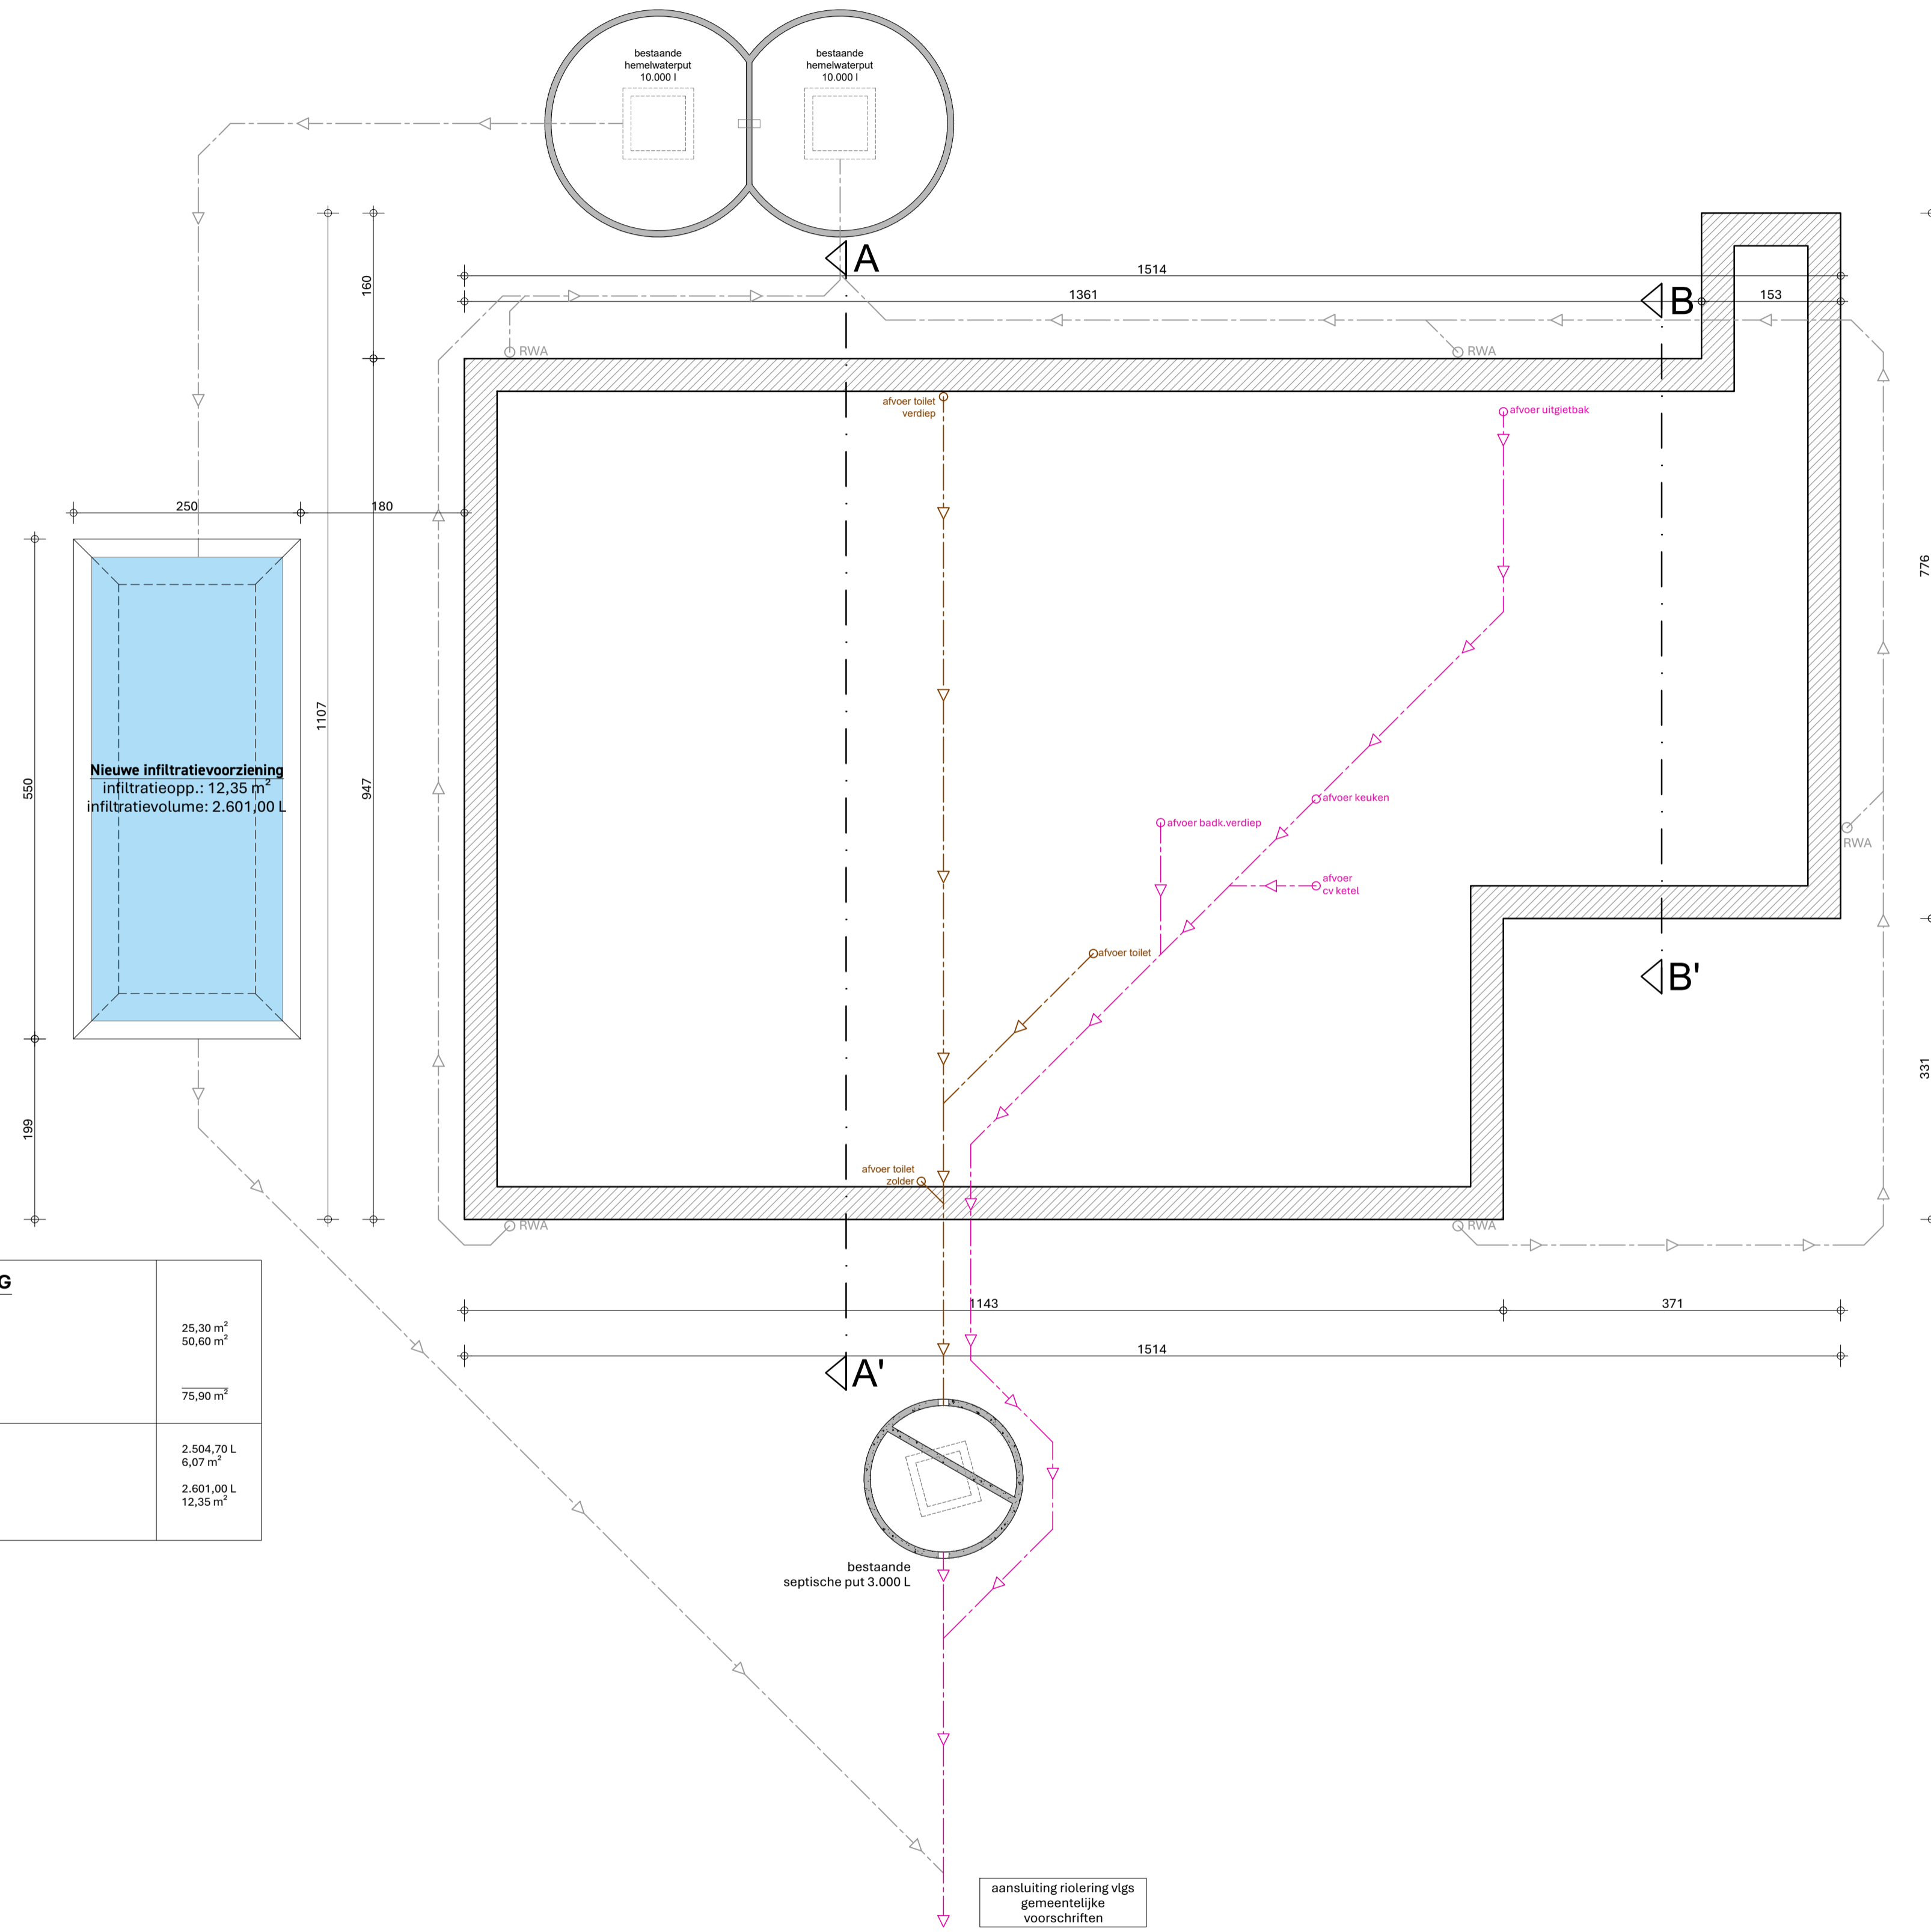 bestaande
hemelwaterput
10.000 l
bestaande
hemelwaterput
10.000 l
A
1514
1361
B
153
160
RWA
RWA
afvoer toilet
verdiep
afvoer uitgietbak
250
180
776
1107
947
550
Nieuwe infiltratievoorziening
infiltratieopp.: 12,35 m²
infiltratievolume: 2.601,00 L
afvoer keuken
afvoer badk.verdiep
RWA
afvoer
cv ketel
afvoer toilet
B'
331
199
afvoer toilet
zolder
RWA
RWA
G
1143
371
25,30 m²
50,60 m²
1514
A'
75,90 m²
2.504,70 L
6,07 m²
2.601,00 L
12,35 m²
bestaande
septische put 3.000 L
aansluiting riolering vlgs
gemeentelijke
voorschriften